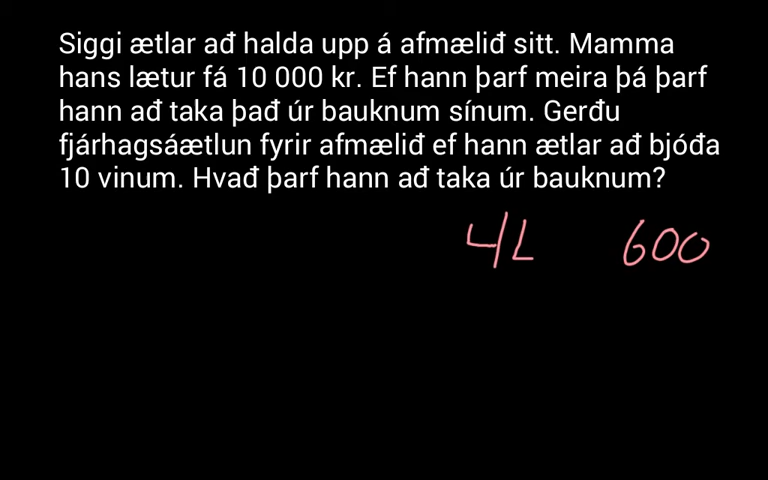 Siggi ætlar að halda upp á afmælið sitt. Mamma
hans lætur fá 10 000 kr. Ef hann þarf meira þá þarf
hann að taka það úr bauknum sínum. Gerðu
fjárhagsáætlun fyrir afmælið ef hann ætlar að bjóða
10 vinum. Hvað þarf hann að taka úr bauknum?
4L 600